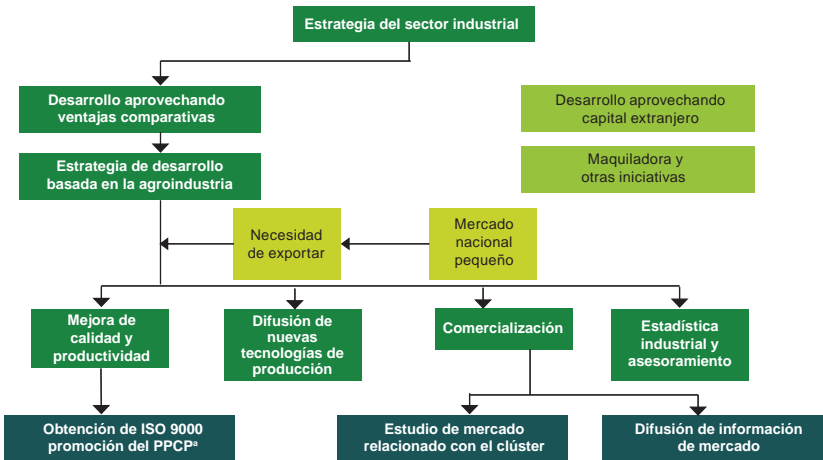 Estrategia del sector industrial
Desarrollo aprovechando
ventajas comparativas
Desarrollo aprovechando
capital extranjero
Estrategia de desarrollo
basada en la agroindustria
Maquiladora y
otras iniciativas
Necesidad
de exportar
Mercado
nacional
pequeño
Mejora de
calidad y
productividad
Difusión de
nuevas
tecnologías de
producción
Comercialización
Estadística
industrial y
asesoramiento
Obtención de ISO 9000
promoción del PPCPª
Estudio de mercado
relacionado con el clúster
Difusión de información
de mercado